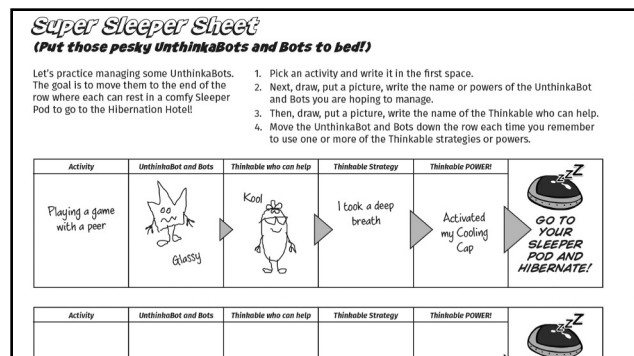 Super Sleeper Sheet
(Put those pesky UnthinkaBots and Bots to bed!)
Let's practice managing some UnthinkaBots.
The goal is to move them to the end of the
row where each can rest in a comfy Sleeper
Pod to go to the Hibernation Hotel!
1. Pick an activity and write it in the first space.
2. Next, draw, put a picture, write the name or powers of the UnthinkaBot
and Bots you are hoping to manage.
3. Then, draw, put a picture, write the name of the Thinkable who can help.
4. Move the UnthinkaBot and Bots down the row each time you remember
to use one or more of the Thinkable strategies or powers.
Activity
UnthinkaBot and Bots
Thinkable who can help
Thinkable Strategy
Thinkable POWER!
Playing a game
with a peer
Glassy
Kool
I took a deep
breath
Activated
my Cooling
Cap
zzZ
GO TO
YOUR
SLEEPER
POD AND
HIBERNATE!
Activity
UnthinkaBot and Bots
Thinkable who can help
Thinkable Strategy
Thinkable POWER!
zzZ